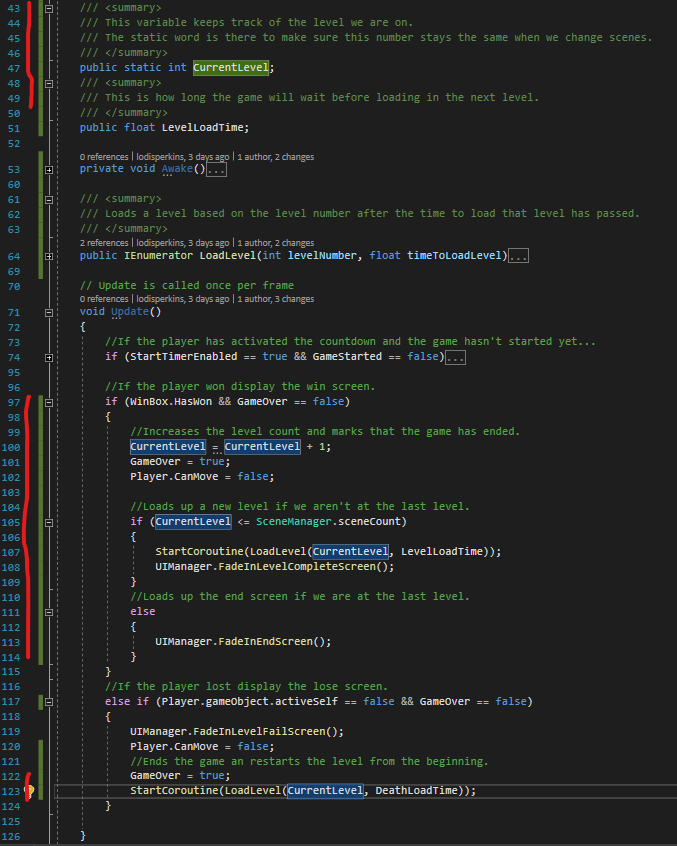 43 /// <summary>
44 /// This variable keeps track of the level we are on.
45 /// The static word is there to make sure this number stays the same when we change scenes.
46 /// </summary>
47 public static int CurrentLevel;
48 /// <summary>
49 /// This is how long the game will wait before loading in the next level.
50 /// </summary>
51 public float LevelLoadTime;
52
0 references | lodisperkins, 3 days ago | 1 author, 2 changes
53 private void Awake()...
60
61 /// <summary>
62 /// Loads a level based on the level number after the time to load that level has passed.
63 /// </summary>
2 references | lodisperkins, 3 days ago | 1 author, 2 changes
64 public IEnumerator LoadLevel(int levelNumber, float timeToLoadLevel)...
69
70 // Update is called once per frame
0 references | lodisperkins, 3 days ago | 1 author, 3 changes
71 void Update()
72 {
73 //If the player has activated the countdown and the game hasn't started yet...
74 if (StartTimerEnabled == true && GameStarted == false)...
95
96 //If the player won display the win screen.
97 if (WinBox.HasWon && GameOver == false)
98 {
99 //Increases the level count and marks that the game has ended.
100 CurrentLevel = CurrentLevel + 1;
101 GameOver = true;
102 Player.CanMove = false;
103
104 //Loads up a new level if we aren't at the last level.
105 if (CurrentLevel <= SceneManager.sceneCount)
106 {
107 StartCoroutine(LoadLevel(CurrentLevel, LevelLoadTime));
108 UIManager.FadeInLevelCompleteScreen();
109 }
110 //Loads up the end screen if we are at the last level.
111 else
112 {
113 UIManager.FadeInEndScreen();
114 }
115 }
116 //If the player lost display the lose screen.
117 else if (Player.gameObject.activeSelf == false && GameOver == false)
118 {
119 UIManager.FadeInLevelFailScreen();
120 Player.CanMove = false;
121 //Ends the game an restarts the level from the beginning.
122 GameOver = true;
123 StartCoroutine(LoadLevel(CurrentLevel, DeathLoadTime));
124 }
125
126 }